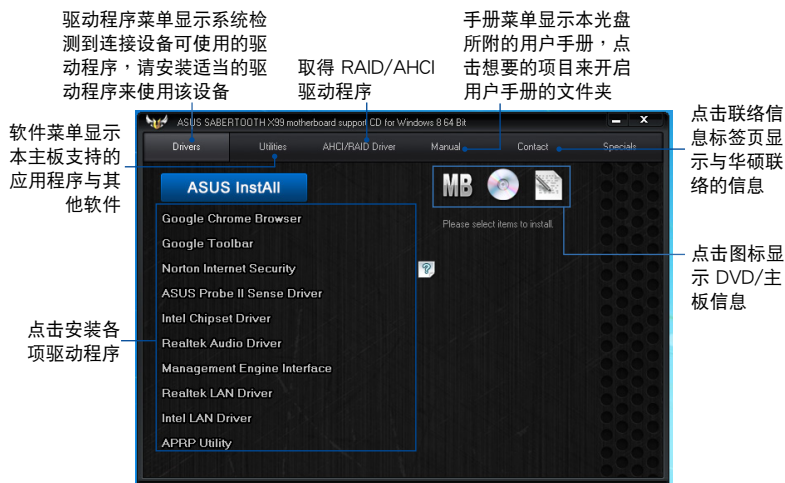 驱动程序菜单显示系统检
测到连接设备可使用的驱
动程序，请安装适当的驱
动程序来使用该设备
取得 RAID/AHCI
驱动程序
手册菜单显示本光盘
所附的用户手册，点
击想要的项目来开启
用户手册的文件夹
软件菜单显示
本主板支持的
应用程序与其
他软件
点击联络信
息标签页显
示与华硕联
络的信息
ASUS SABERTOOTH X99 motherboard support CD for Windows 8 64 Bit
Drivers Utilities AHCI/RAID Driver Manual Contact Specials
ASUS InstAll
MB
Please select items to install.
Google Chrome Browser
Google Toolbar
Norton Internet Security
ASUS Probe II Sense Driver
Intel Chipset Driver
Realtek Audio Driver
Management Engine Interface
Realtek LAN Driver
Intel LAN Driver
APRP Utility
?
点击图标显
示 DVD/主
板信息
点击安装各
项驱动程序